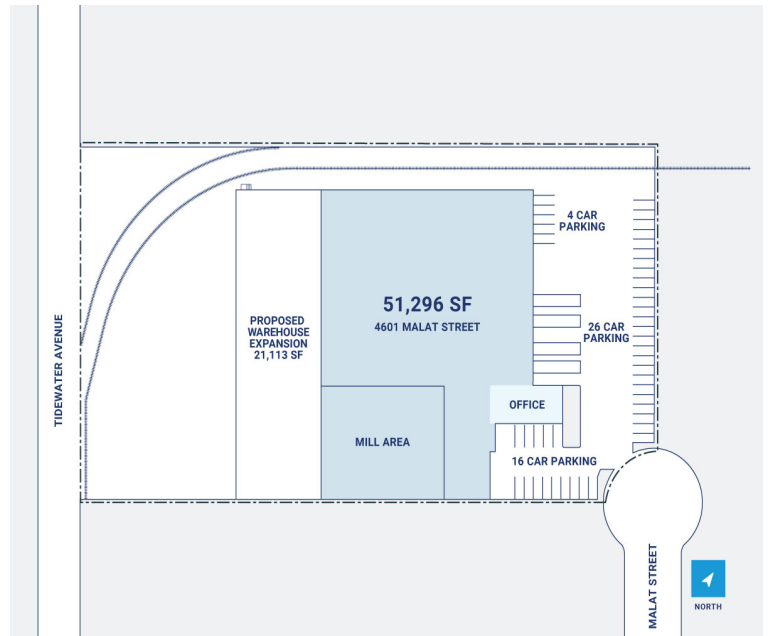 4 CAR
PARKING
51,296 SF
4601 MALAT STREET
PROPOSED
WAREHOUSE
EXPANSION
21,113 SF
26 CAR
PARKING
TIDEWATER AVENUE
OFFICE
MILL AREA
16 CAR PARKING
MALAT STREET
NORTH